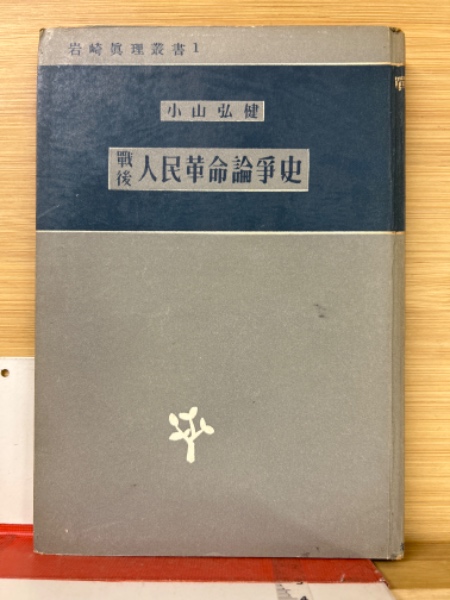 岩崎眞理叢書1
小山弘健
戰後 人民革命論爭史
戰